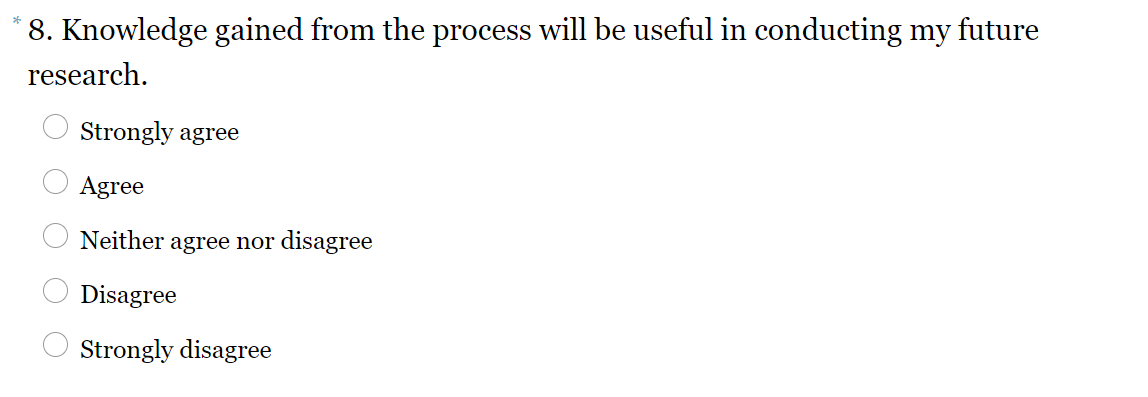 * 8. Knowledge gained from the process will be useful in conducting my future
research.
Strongly agree
Agree
Neither agree nor disagree
Disagree
Strongly disagree